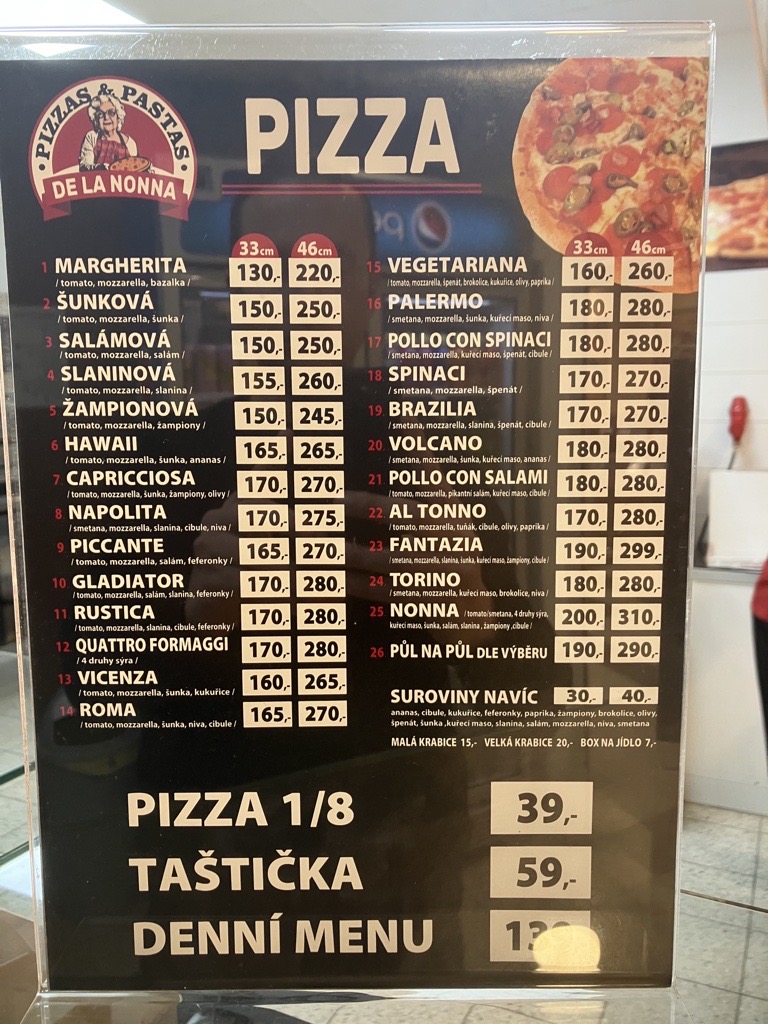 PIZZAS & PASTAS
DE LA NONNA
PIZZA
33cm 46cm
1 MARGHERITA 130,- 220,-
/ tomato, mozzarella, bazalka /
2 ŠUNKOVÁ 150,- 250,-
/ tomato, mozzarella, šunka /
3 SALÁMOVÁ 150,- 250,-
/ tomato, mozzarella, salám /
4 SLANINOVÁ 155,- 260,-
/ tomato, mozzarella, slanina /
5 ŽAMPIONOVÁ 150,- 245,-
/ tomato, mozzarella, žampiony /
6 HAWAII 165,- 265,-
/ tomato, mozzarella, šunka, ananas /
7 CAPRICCIOSA 170,- 270,-
/ tomato, mozzarella, šunka, žampiony, olivy /
8 NAPOLITA 170,- 275,-
/ smetana, mozzarella, slanina, cibule, niva /
9 PICCANTE 165,- 270,-
/ tomato, mozzarella, salám, feferonky /
10 GLADIATOR 170,- 280,-
/ tomato, mozzarella, salám, slanina, feferonky /
11 RUSTICA 170,- 280,-
/ tomato, mozzarella, slanina, cibule, feferonky /
12 QUATTRO FORMAGGI 170,- 280,-
/ 4 druhy sýra /
13 VICENZA 160,- 265,-
/ tomato, mozzarella, šunka, kukuřice /
14 ROMA 165,- 270,-
/ tomato, mozzarella, šunka, niva, cibule /
33cm 46cm
15 VEGETARIANA 160,- 260,-
/ tomato, mozzarella, špenát, brokolice, kukuřice, olivy, paprika /
16 PALERMO 180,- 280,-
/ smetana, mozzarella, šunka, kuřecí maso, niva /
17 POLLO CON SPINACI 180,- 280,-
/ smetana, mozzarella, kuřecí maso, špenát, cibule /
18 SPINACI 170,- 270,-
/ smetana, mozzarella, špenát /
19 BRAZILIA 170,- 270,-
/ smetana, mozzarella, slanina, špenát, cibule /
20 VOLCANO 180,- 280,-
/ smetana, mozzarella, šunka, kuřecí maso, ananas /
21 POLLO CON SALAMI 180,- 280,-
/ tomato, mozzarella, pikantní salám, kuřecí maso, cibule /
22 AL TONNO 170,- 280,-
/ tomato, mozzarella, tuňák, cibule, olivy, paprika /
23 FANTAZIA 190,- 299,-
/ smetana, mozzarella, slanina, šunka, kuřecí maso, žampiony, cibule /
24 TORINO 180,- 280,-
/ smetana, mozzarella, kuřecí maso, brokolice, niva /
25 NONNA / tomato/smetana, 4 druhy sýra, 200,- 310,-
kuřecí maso, šunka, salám, slanina, žampiony, cibule /
26 PŮL NA PŮL DLE VÝBĚRU 190,- 290,-
SUROVINY NAVÍC 30,- 40,-
ananas, cibule, kukuřice, feferonky, paprika, žampiony, brokolice, olivy,
špenát, šunka, kuřecí maso, slanina, salám, mozzarella, niva, smetana
MALÁ KRABICE 15,- VELKÁ KRABICE 20,- BOX NA JÍDLO 7,-
PIZZA 1/8 39,-
TAŠTIČKA 59,-
DENNÍ MENU